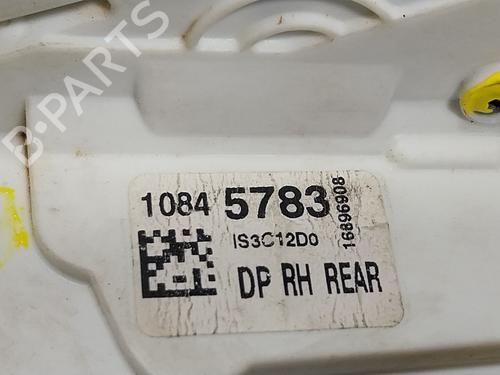 1084 5783
IS3C12D0
16896908
DP RH REAR
B-PARTS